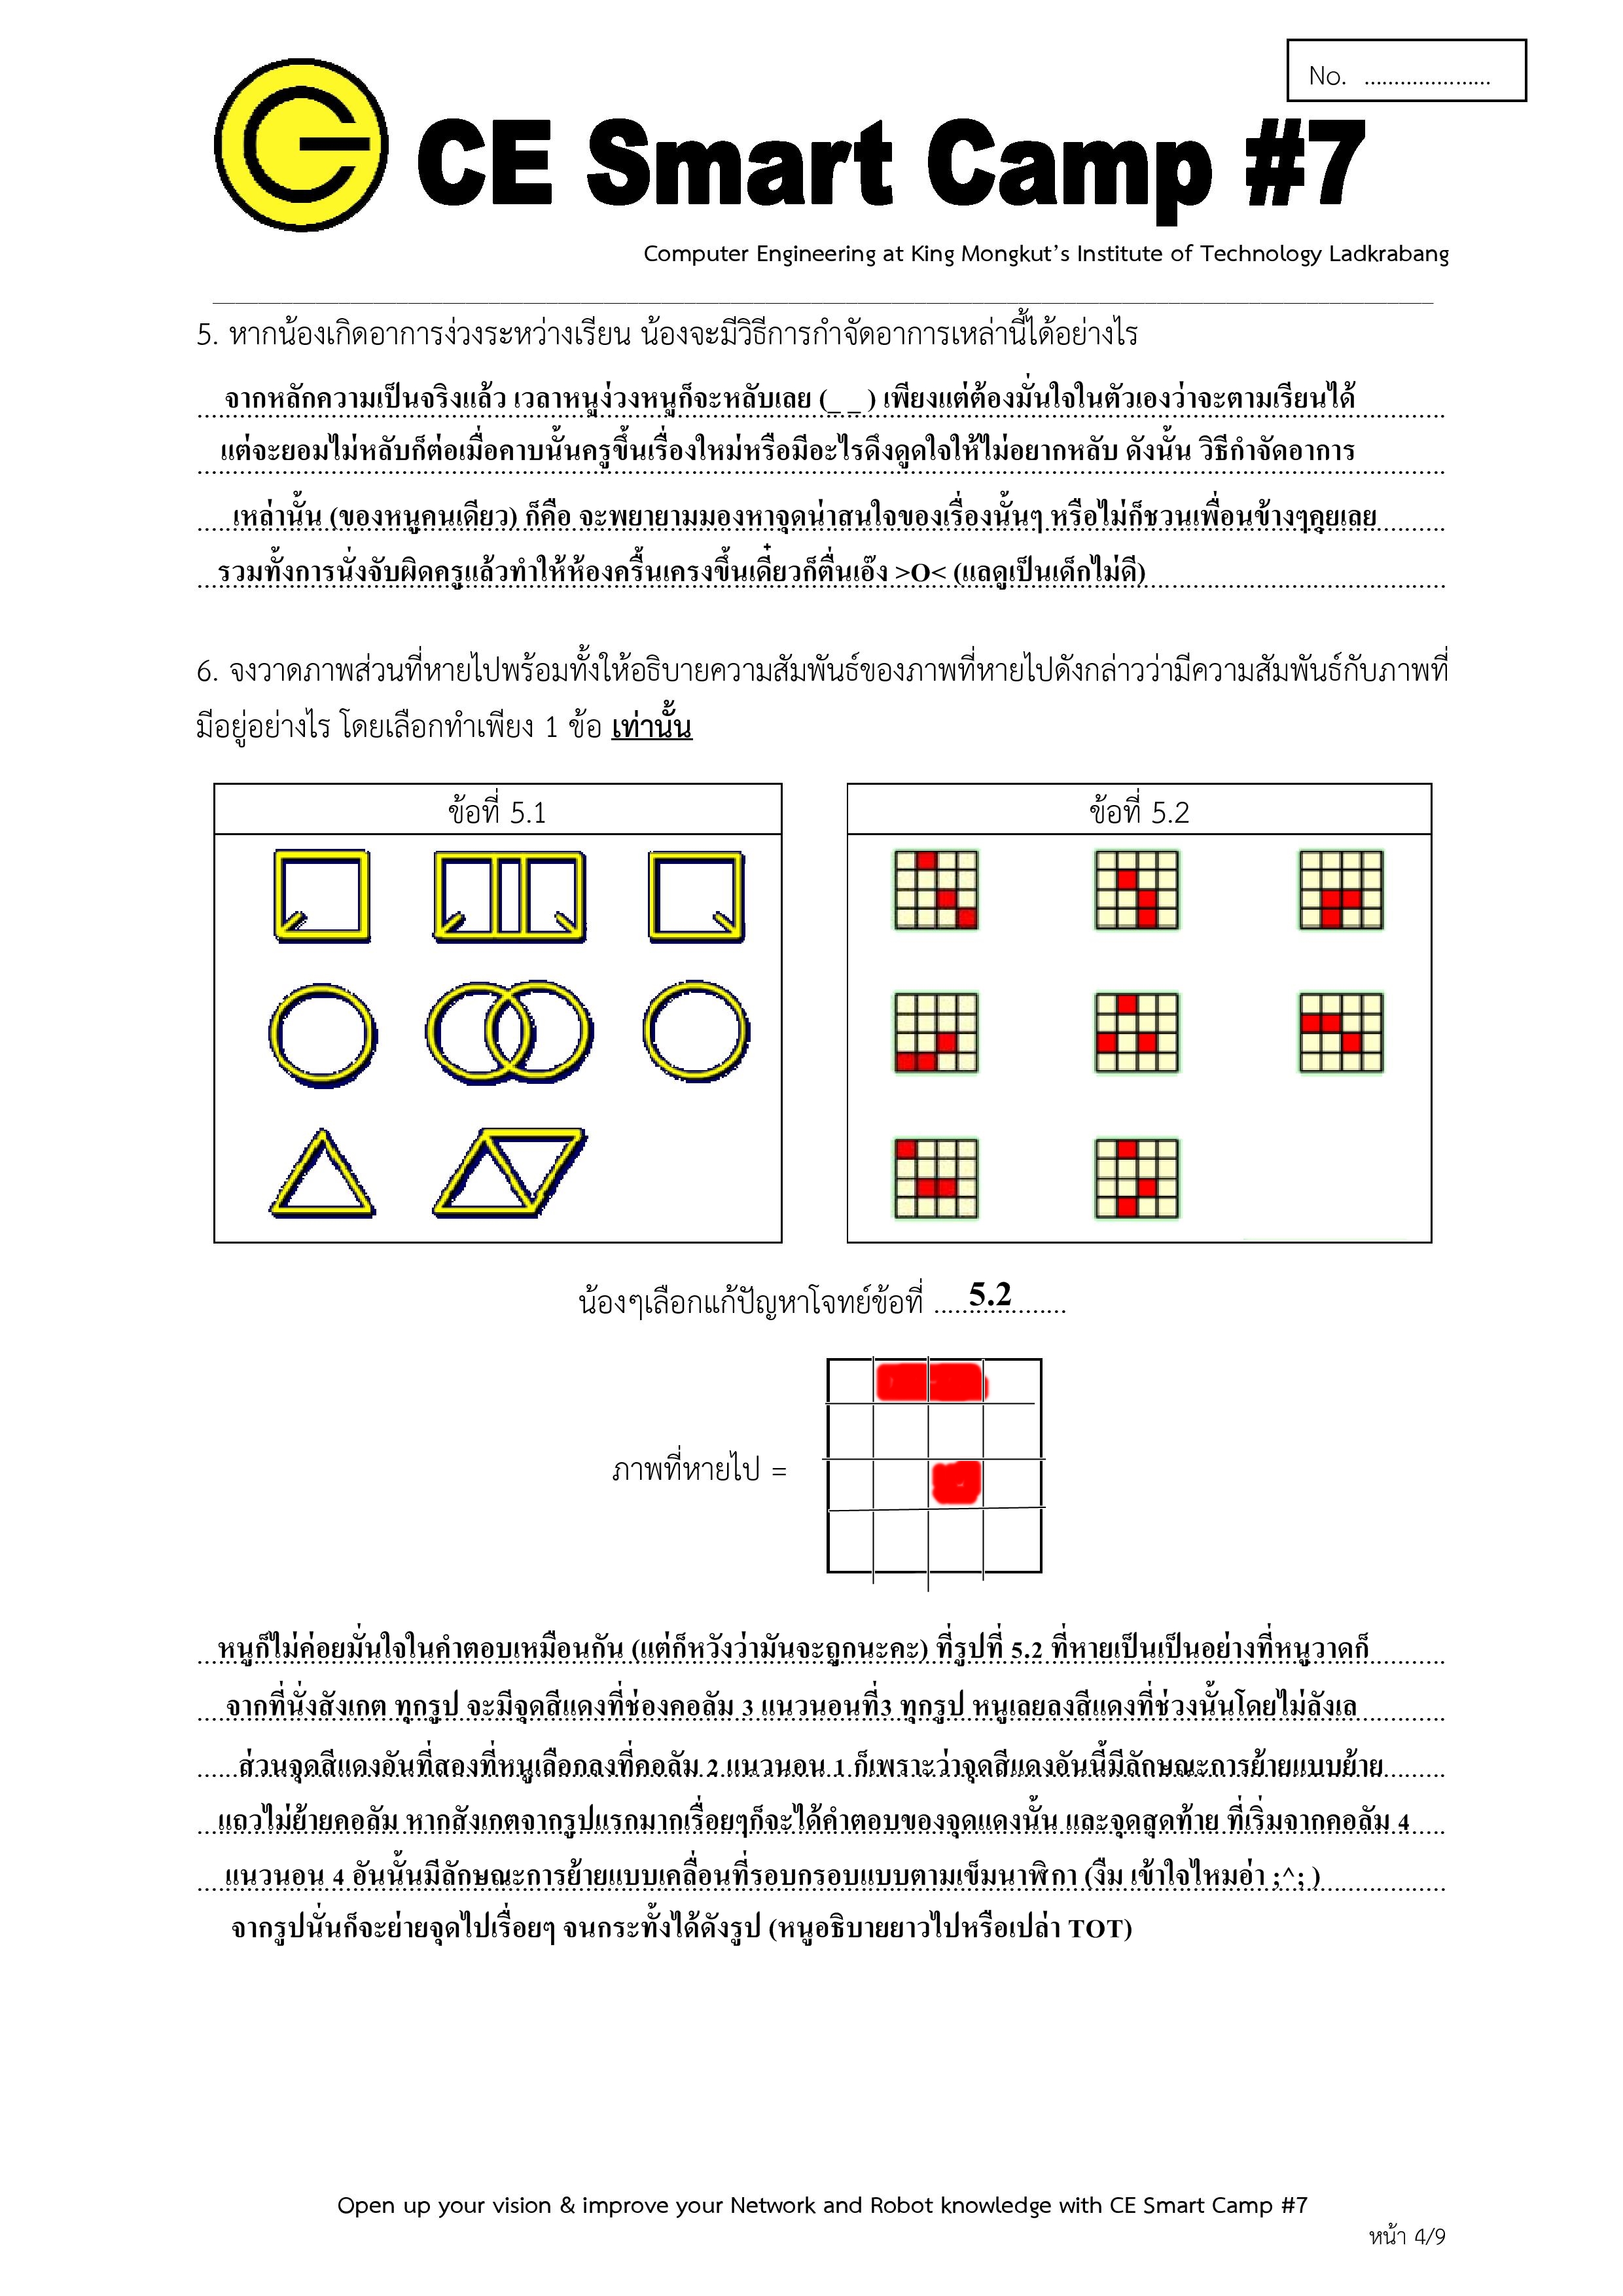 No. .....................
CE Smart Camp #7
Computer Engineering at King Mongkut's Institute of Technology Ladkrabang
5. หากน้องเกิดอาการง่วงระหว่างเรียน น้องจะมีวิธีการกำจัดอาการเหล่านี้ได้อย่างไร
จากหลักความเป็นจริงแล้ว เวลาหนูง่วงหนูก็จะหลับเลย (_ _ ) เพียงแต่ต้องมั่นใจในตัวเองว่าจะตามเรียนได้
แต่จะยอมไม่หลับก็ต่อเมื่อคาบนั้นครูขึ้นเรื่องใหม่หรือมีอะไรดึงดูดใจให้ไม่อยากหลับ ดังนั้น วิธีกำจัดอาการ
เหล่านั้น (ของหนูคนเดียว) ก็คือ จะพยายามมองหาจุดน่าสนใจของเรื่องนั้นๆ หรือไม่ก็ชวนเพื่อนข้างๆคุยเลย
รวมทั้งการนั่งจับผิดครูแล้วทำให้ห้องครื้นเครงขึ้นเดี๋ยวก็ตื่นเอ๊ง >O< (แลดูเป็นเด็กไม่ดี)
6. จงวาดภาพส่วนที่หายไปพร้อมทั้งให้อธิบายความสัมพันธ์ของภาพที่หายไปดังกล่าวว่ามีความสัมพันธ์กับภาพที่
มีอยู่อย่างไร โดยเลือกทำเพียง 1 ข้อ เท่านั้น
ข้อที่ 5.1
ข้อที่ 5.2
น้องๆเลือกแก้ปัญหาโจทย์ข้อที่ 5.2
ภาพที่หายไป =
หนูก็ไม่ค่อยมั่นใจในคำตอบเหมือนกัน (แต่ก็หวังว่ามันจะถูกนะคะ) ที่รูปที่ 5.2 ที่หายเป็นเป็นอย่างที่หนูวาดก็
จากที่นั่งสังเกต ทุกรูป จะมีจุดสีแดงที่ช่องคอลัม 3 แนวนอนที่3 ทุกรูป หนูเลยลงสีแดงที่ช่วงนั้นโดยไม่ลังเล
ส่วนจุดสีแดงอันที่สองที่หนูเลือกลงที่คอลัม 2 แนวนอน 1 ก็เพราะว่าจุดสีแดงอันนี้มีลักษณะการย้ายแบบย้าย
แถวไม่ย้ายคอลัม หากสังเกตจากรูปแรกมากเรื่อยๆก็จะได้คำตอบของจุดแดงนั้น และจุดสุดท้าย ที่เริ่มจากคอลัม 4
แนวนอน 4 อันนั้นมีลักษณะการย้ายแบบเคลื่อนที่รอบกรอบแบบตามเข็มนาฬิกา (งืม เข้าใจไหมอ่า ;^; )
จากรูปนั่นก็จะย่ายจุดไปเรื่อยๆ จนกระทั้งได้ดังรูป (หนูอธิบายยาวไปหรือเปล่า TOT)
Open up your vision & improve your Network and Robot knowledge with CE Smart Camp #7
หน้า 4/9